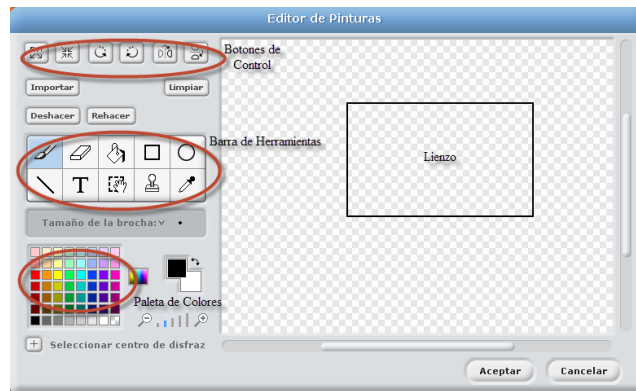 Editor de Pinturas
Botones de
Control
Importar
Limpiar
Deshacer
Rehacer
Barra de Herramientas
Lienzo
T
Tamaño de la brocha:
Paleta de Colores
Seleccionar centro de disfraz
Aceptar
Cancelar